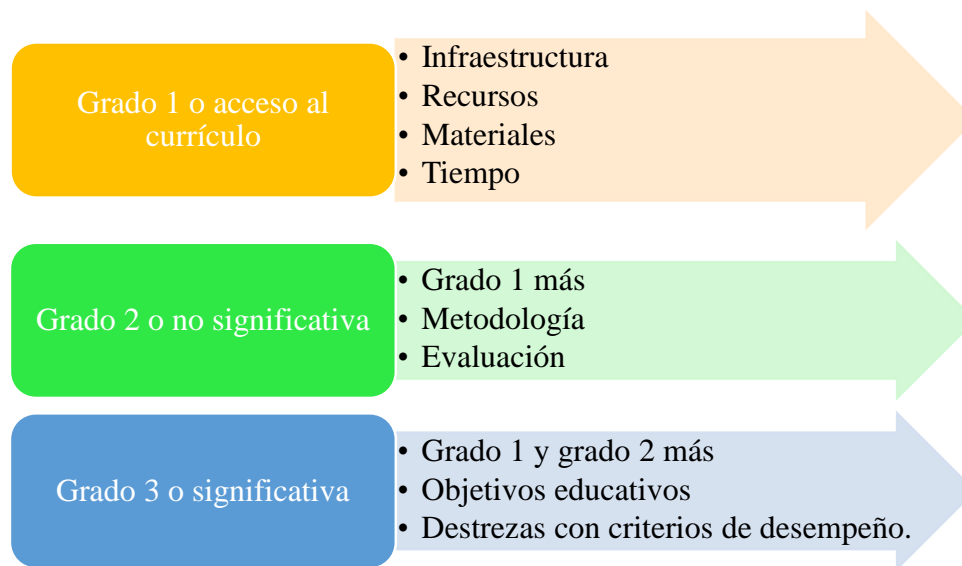 Grado 1 o acceso al
currículo
• Infraestructura
• Recursos
• Materiales
• Tiempo
Grado 2 o no significativa
• Grado 1 más
• Metodología
• Evaluación
Grado 3 o significativa
• Grado 1 y grado 2 más
• Objetivos educativos
• Destrezas con criterios de desempeño.